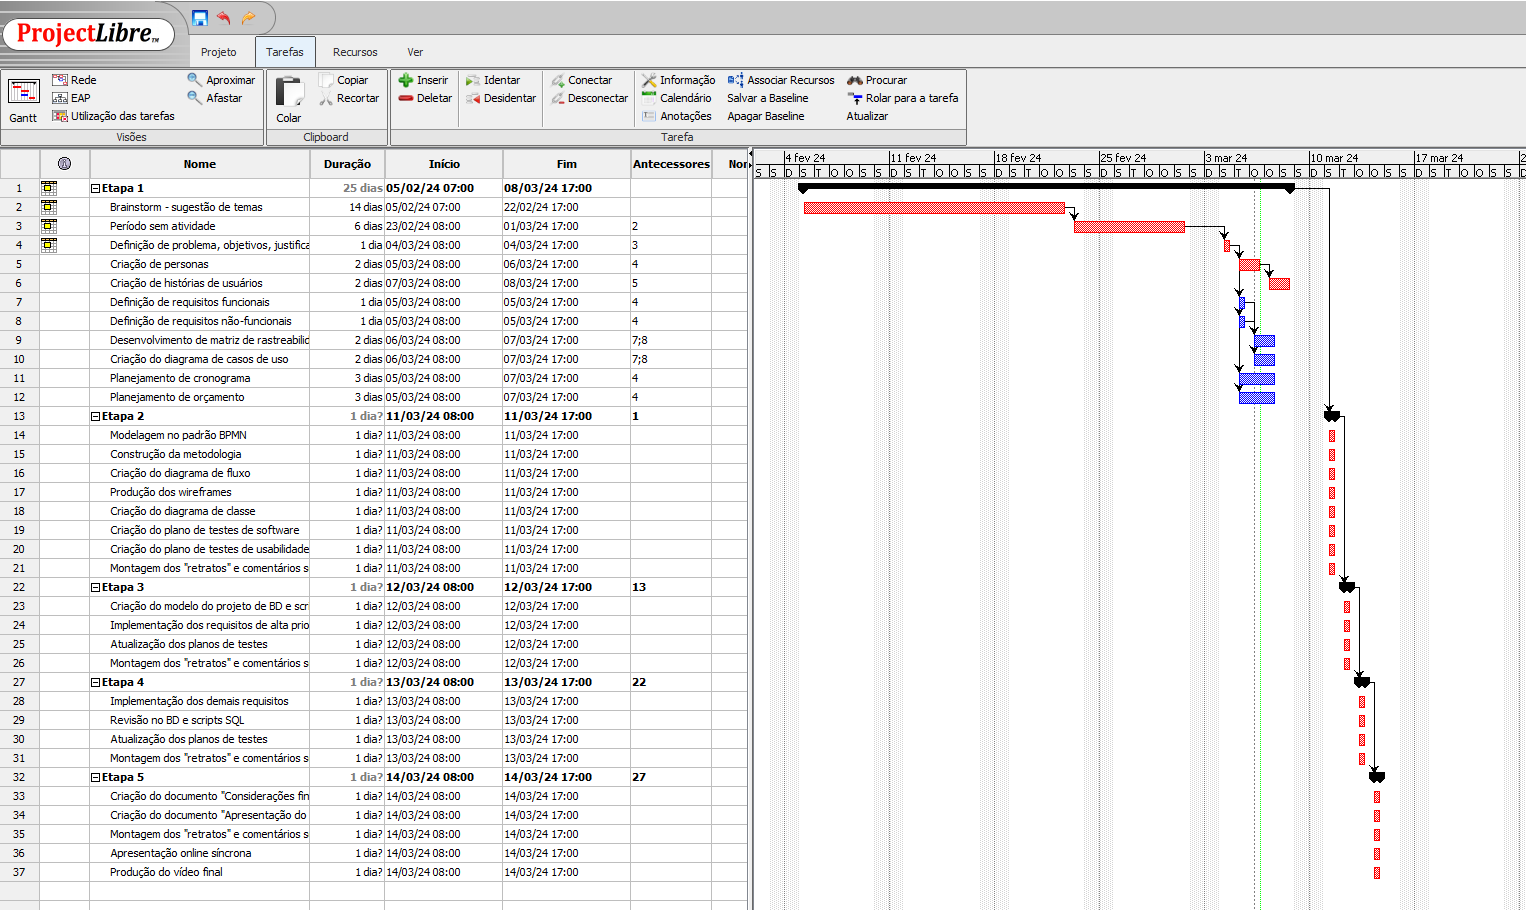 ProjectLibre™
Projeto Tarefas Recursos Ver
Gantt
Rede
EAP
Utilização das tarefas
Aproximar
Afastar
Visões
Colar
Copiar
Recortar
Clipboard
Inserir
Deletar
Identar
Desidentar
Conectar
Desconectar
Informação
Calendário
Anotações
Associar Recursos
Salvar a Baseline
Apagar Baseline
Procurar
Rolar para a tarefa
Atualizar
Tarefa
Nome Duração Início Fim Antecessores Nor
1 Etapa 1 25 dias 05/02/24 07:00 08/03/24 17:00
2 Brainstorm - sugestão de temas 14 dias 05/02/24 07:00 22/02/24 17:00
3 Período sem atividade 6 dias 23/02/24 08:00 01/03/24 17:00 2
4 Definição de problema, objetivos, justifica 1 dia 04/03/24 08:00 04/03/24 17:00 3
5 Criação de personas 2 dias 05/03/24 08:00 06/03/24 17:00 4
6 Criação de histórias de usuários 2 dias 07/03/24 08:00 08/03/24 17:00 5
7 Definição de requisitos funcionais 1 dia 05/03/24 08:00 05/03/24 17:00 4
8 Definição de requisitos não-funcionais 1 dia 05/03/24 08:00 05/03/24 17:00 4
9 Desenvolvimento de matriz de rastreabilid 2 dias 06/03/24 08:00 07/03/24 17:00 7;8
10 Criação do diagrama de casos de uso 2 dias 06/03/24 08:00 07/03/24 17:00 7;8
11 Planejamento de cronograma 3 dias 05/03/24 08:00 07/03/24 17:00 4
12 Planejamento de orçamento 3 dias 05/03/24 08:00 07/03/24 17:00 4
13 Etapa 2 1 dia? 11/03/24 08:00 11/03/24 17:00 1
14 Modelagem no padrão BPMN 1 dia? 11/03/24 08:00 11/03/24 17:00
15 Construção da metodologia 1 dia? 11/03/24 08:00 11/03/24 17:00
16 Criação do diagrama de fluxo 1 dia? 11/03/24 08:00 11/03/24 17:00
17 Produção dos wireframes 1 dia? 11/03/24 08:00 11/03/24 17:00
18 Criação do diagrama de classe 1 dia? 11/03/24 08:00 11/03/24 17:00
19 Criação do plano de testes de software 1 dia? 11/03/24 08:00 11/03/24 17:00
20 Criação do plano de testes de usabilidade 1 dia? 11/03/24 08:00 11/03/24 17:00
21 Montagem dos "retratos" e comentários s 1 dia? 11/03/24 08:00 11/03/24 17:00
22 Etapa 3 1 dia? 12/03/24 08:00 12/03/24 17:00 13
23 Criação do modelo do projeto de BD e scri 1 dia? 12/03/24 08:00 12/03/24 17:00
24 Implementação dos requisitos de alta prio 1 dia? 12/03/24 08:00 12/03/24 17:00
25 Atualização dos planos de testes 1 dia? 12/03/24 08:00 12/03/24 17:00
26 Montagem dos "retratos" e comentários s 1 dia? 12/03/24 08:00 12/03/24 17:00
27 Etapa 4 1 dia? 13/03/24 08:00 13/03/24 17:00 22
28 Implementação dos demais requisitos 1 dia? 13/03/24 08:00 13/03/24 17:00
29 Revisão no BD e scripts SQL 1 dia? 13/03/24 08:00 13/03/24 17:00
30 Atualização dos planos de testes 1 dia? 13/03/24 08:00 13/03/24 17:00
31 Montagem dos "retratos" e comentários s 1 dia? 13/03/24 08:00 13/03/24 17:00
32 Etapa 5 1 dia? 14/03/24 08:00 14/03/24 17:00 27
33 Criação do documento "Considerações fin 1 dia? 14/03/24 08:00 14/03/24 17:00
34 Criação do documento "Apresentação do 1 dia? 14/03/24 08:00 14/03/24 17:00
35 Montagem dos "retratos" e comentários s 1 dia? 14/03/24 08:00 14/03/24 17:00
36 Apresentação online síncrona 1 dia? 14/03/24 08:00 14/03/24 17:00
37 Produção do vídeo final 1 dia? 14/03/24 08:00 14/03/24 17:00
4 fev 24 11 fev 24 18 fev 24 25 fev 24 3 mar 24 10 mar 24 17 mar 24 2
S S D S T Q Q S S D S T Q Q S S D S T Q Q S S D S T Q Q S S D S T Q Q S S D S T Q Q S S D S T Q Q S S D